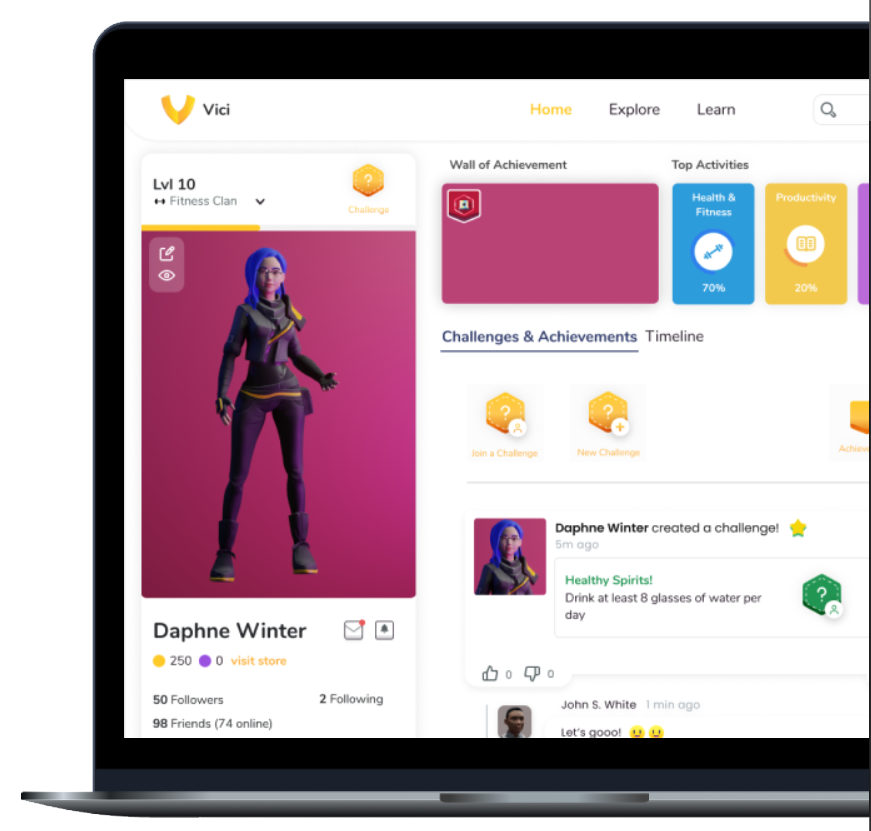 Vici
Home
Explore
Learn
Lvl 10
Fitness Clan
Challenge
Wall of Achievement
Top Activities
Health &
Fitness
70%
Productivity
20%
Challenges & Achievements
Timeline
Join a Challenge
New Challenge
Daphne Winter created a challenge!
5m ago
Healthy Spirits!
Drink at least 8 glasses of water per
day
0
0
John S. White 1 min ago
Let's gooo!
Daphne Winter
250
0
visit store
50 Followers
2 Following
98 Friends (74 online)